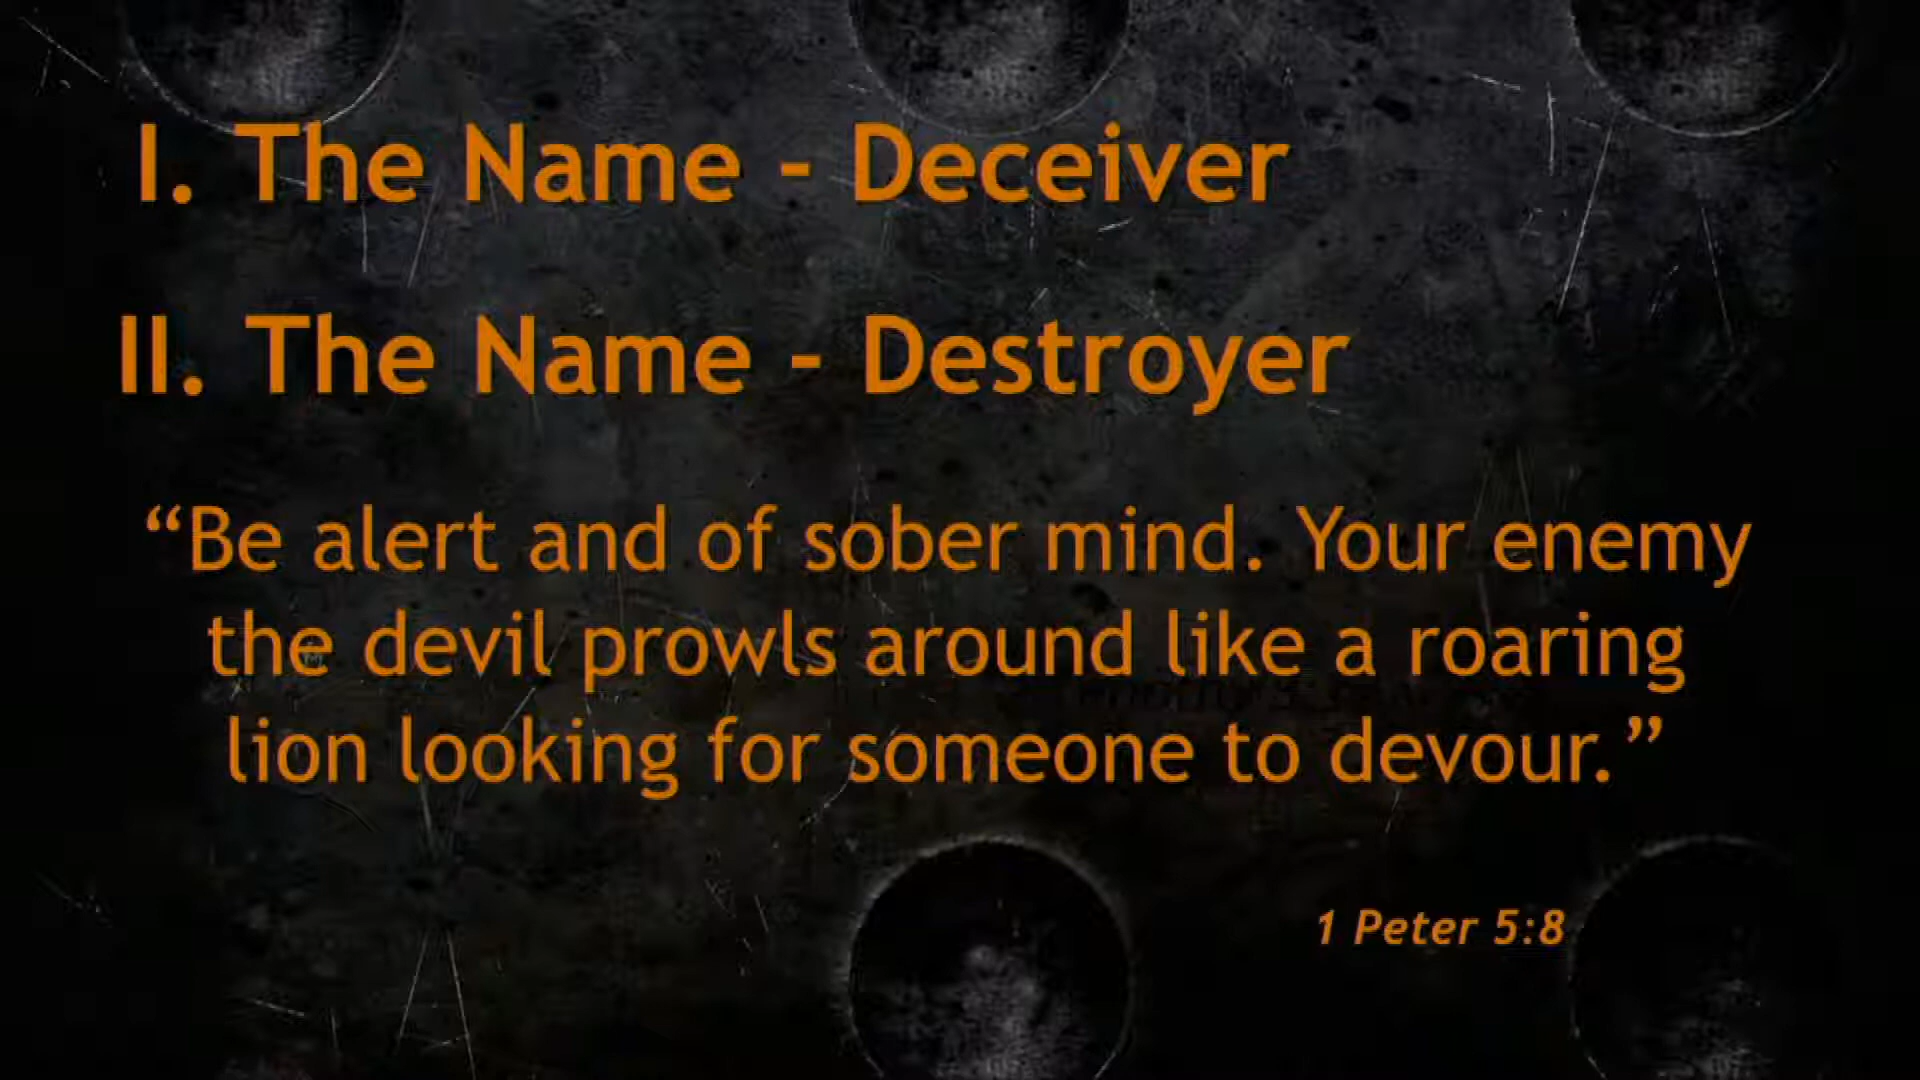 I. The Name - Deceiver
II. The Name - Destroyer
“Be alert and of sober mind. Your enemy
the devil prowls around like a roaring
lion looking for someone to devour.”
1 Peter 5:8